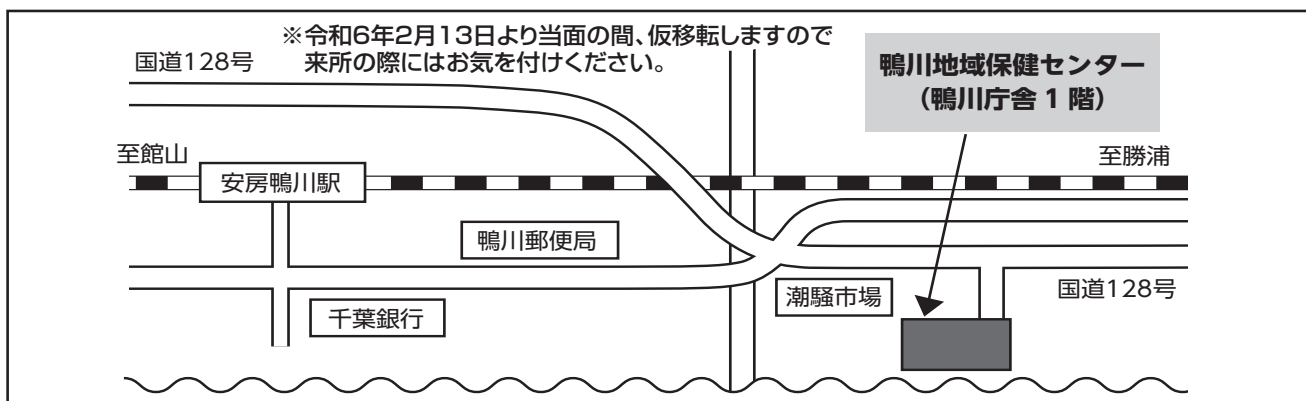 ※令和6年2月13日より当面の間、仮移転しますので
来所の際にはお気を付けください。
国道128号
鴨川地域保健センター
（鴨川庁舎1階）
至館山
至勝浦
安房鴨川駅
鴨川郵便局
潮騒市場
国道128号
千葉銀行